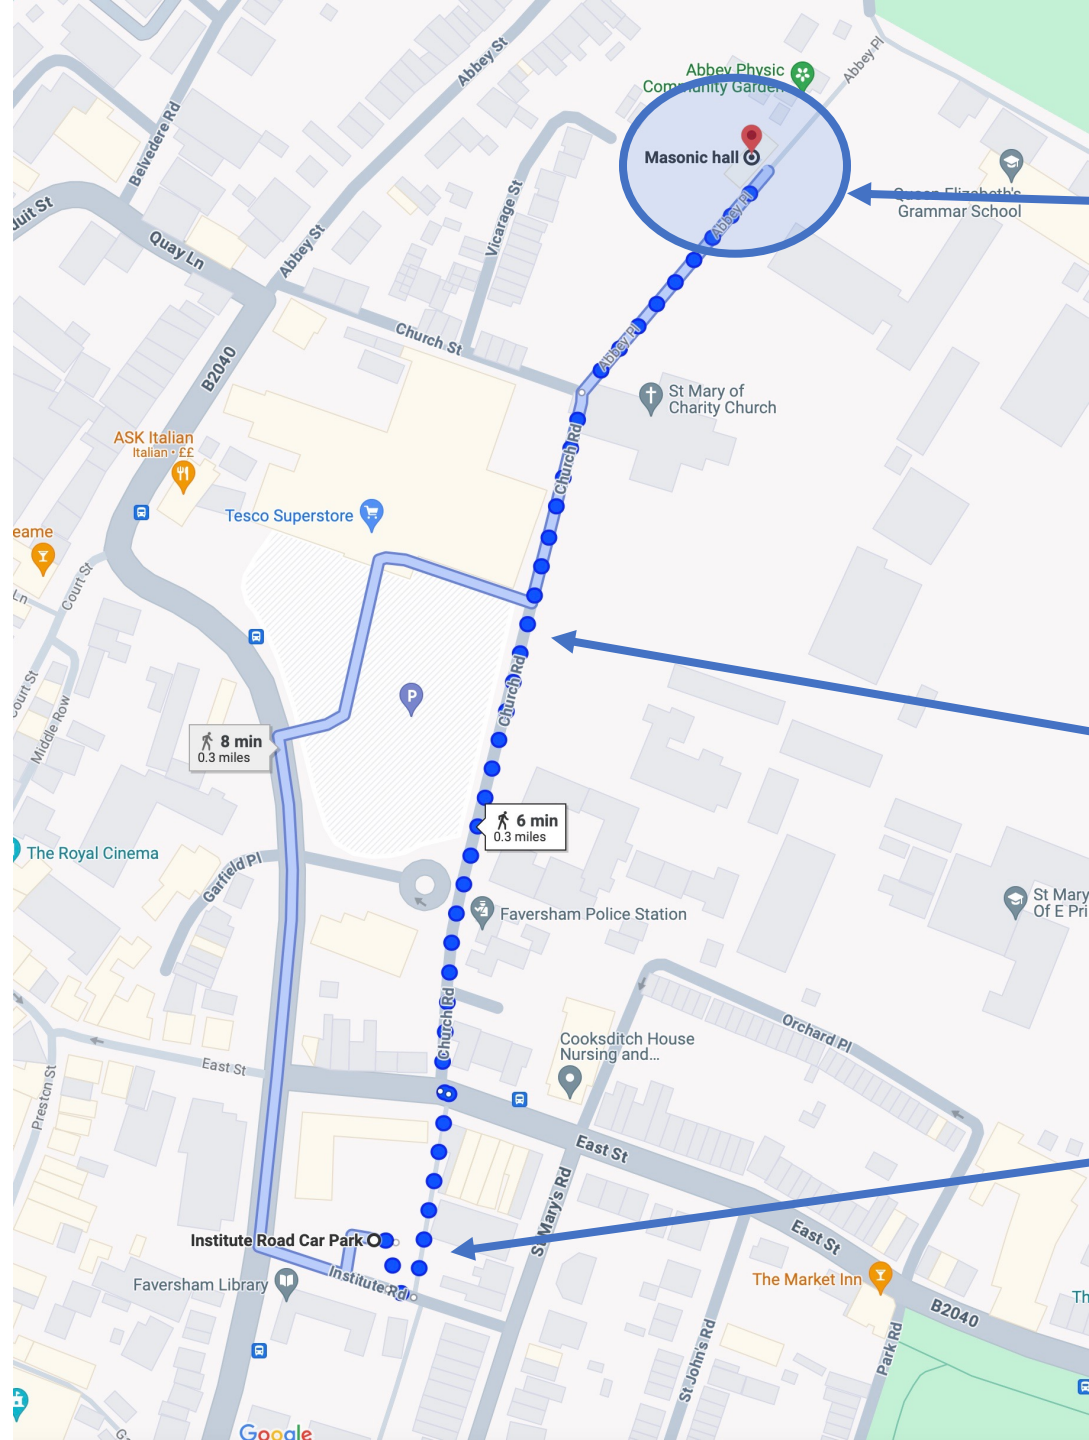 Abbey St
Abbey Pl
Abbey Physic
Community Garden
Belvedere Rd
Masonic hall
Queen Elizabeth's
Grammar School
Vicarage St
Abbey Pl
duit St
Quay Ln
Abbey St
Church St
B2040
Abbey Pl
St Mary of
Charity Church
ASK Italian
Italian • ££
Church Rd
Tesco Superstore
eame
Ln
Court St
Court St
Church Rd
P
Middle Row
8 min
0.3 miles
6 min
0.3 miles
The Royal Cinema
Garfield Pl
St Mary
Of E Pri
Faversham Police Station
Church Rd
Orchard Pl
Cooksditch House
Nursing and...
East St
Preston St
East St
St Mary's Rd
Institute Road Car Park
East St
Institute Rd
Faversham Library
The Market Inn
Th
B2040
St John's Rd
Park Rd
Google